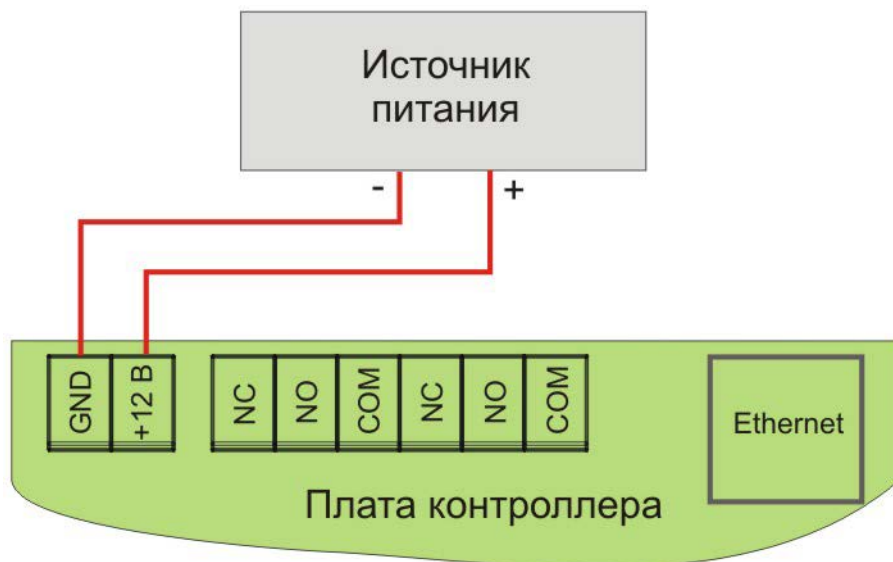 Источник
питания
- +
GND +12 В NC NO COM NC NO COM
Ethernet
Плата контроллера